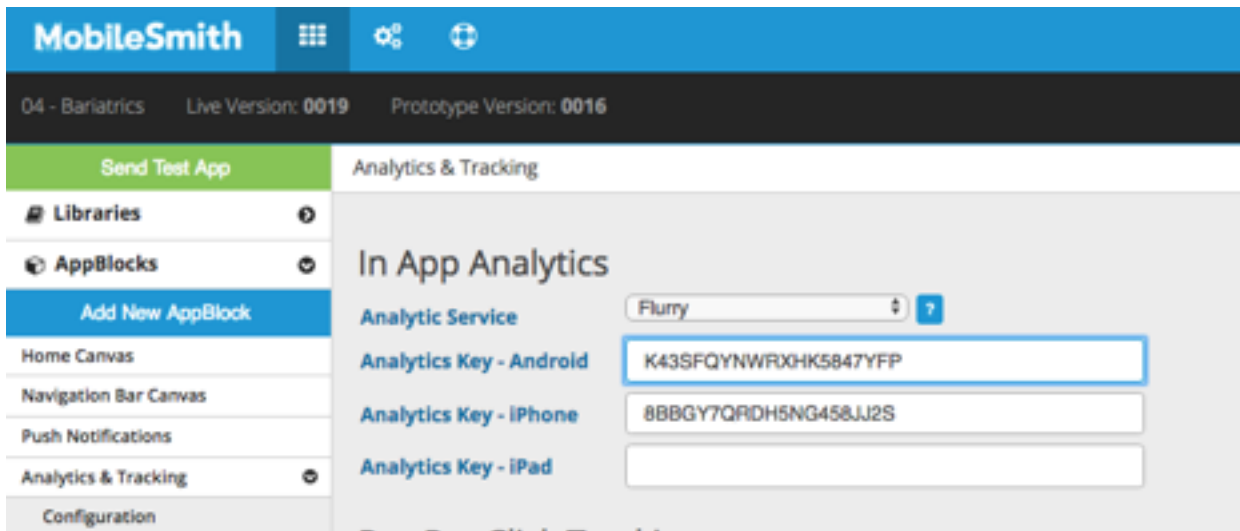 MobileSmith
04 - Bariatrics Live Version: 0019 Prototype Version: 0016
Send Test App
Analytics & Tracking
Libraries
AppBlocks
In App Analytics
Add New AppBlock
Analytic Service Flurry ?
Home Canvas
Analytics Key - Android K43SFQYNWRXHK5847YFP
Navigation Bar Canvas
Analytics Key - iPhone 8BBGY7QRDH5NG458JJ2S
Push Notifications
Analytics Key - iPad
Analytics & Tracking
Configuration